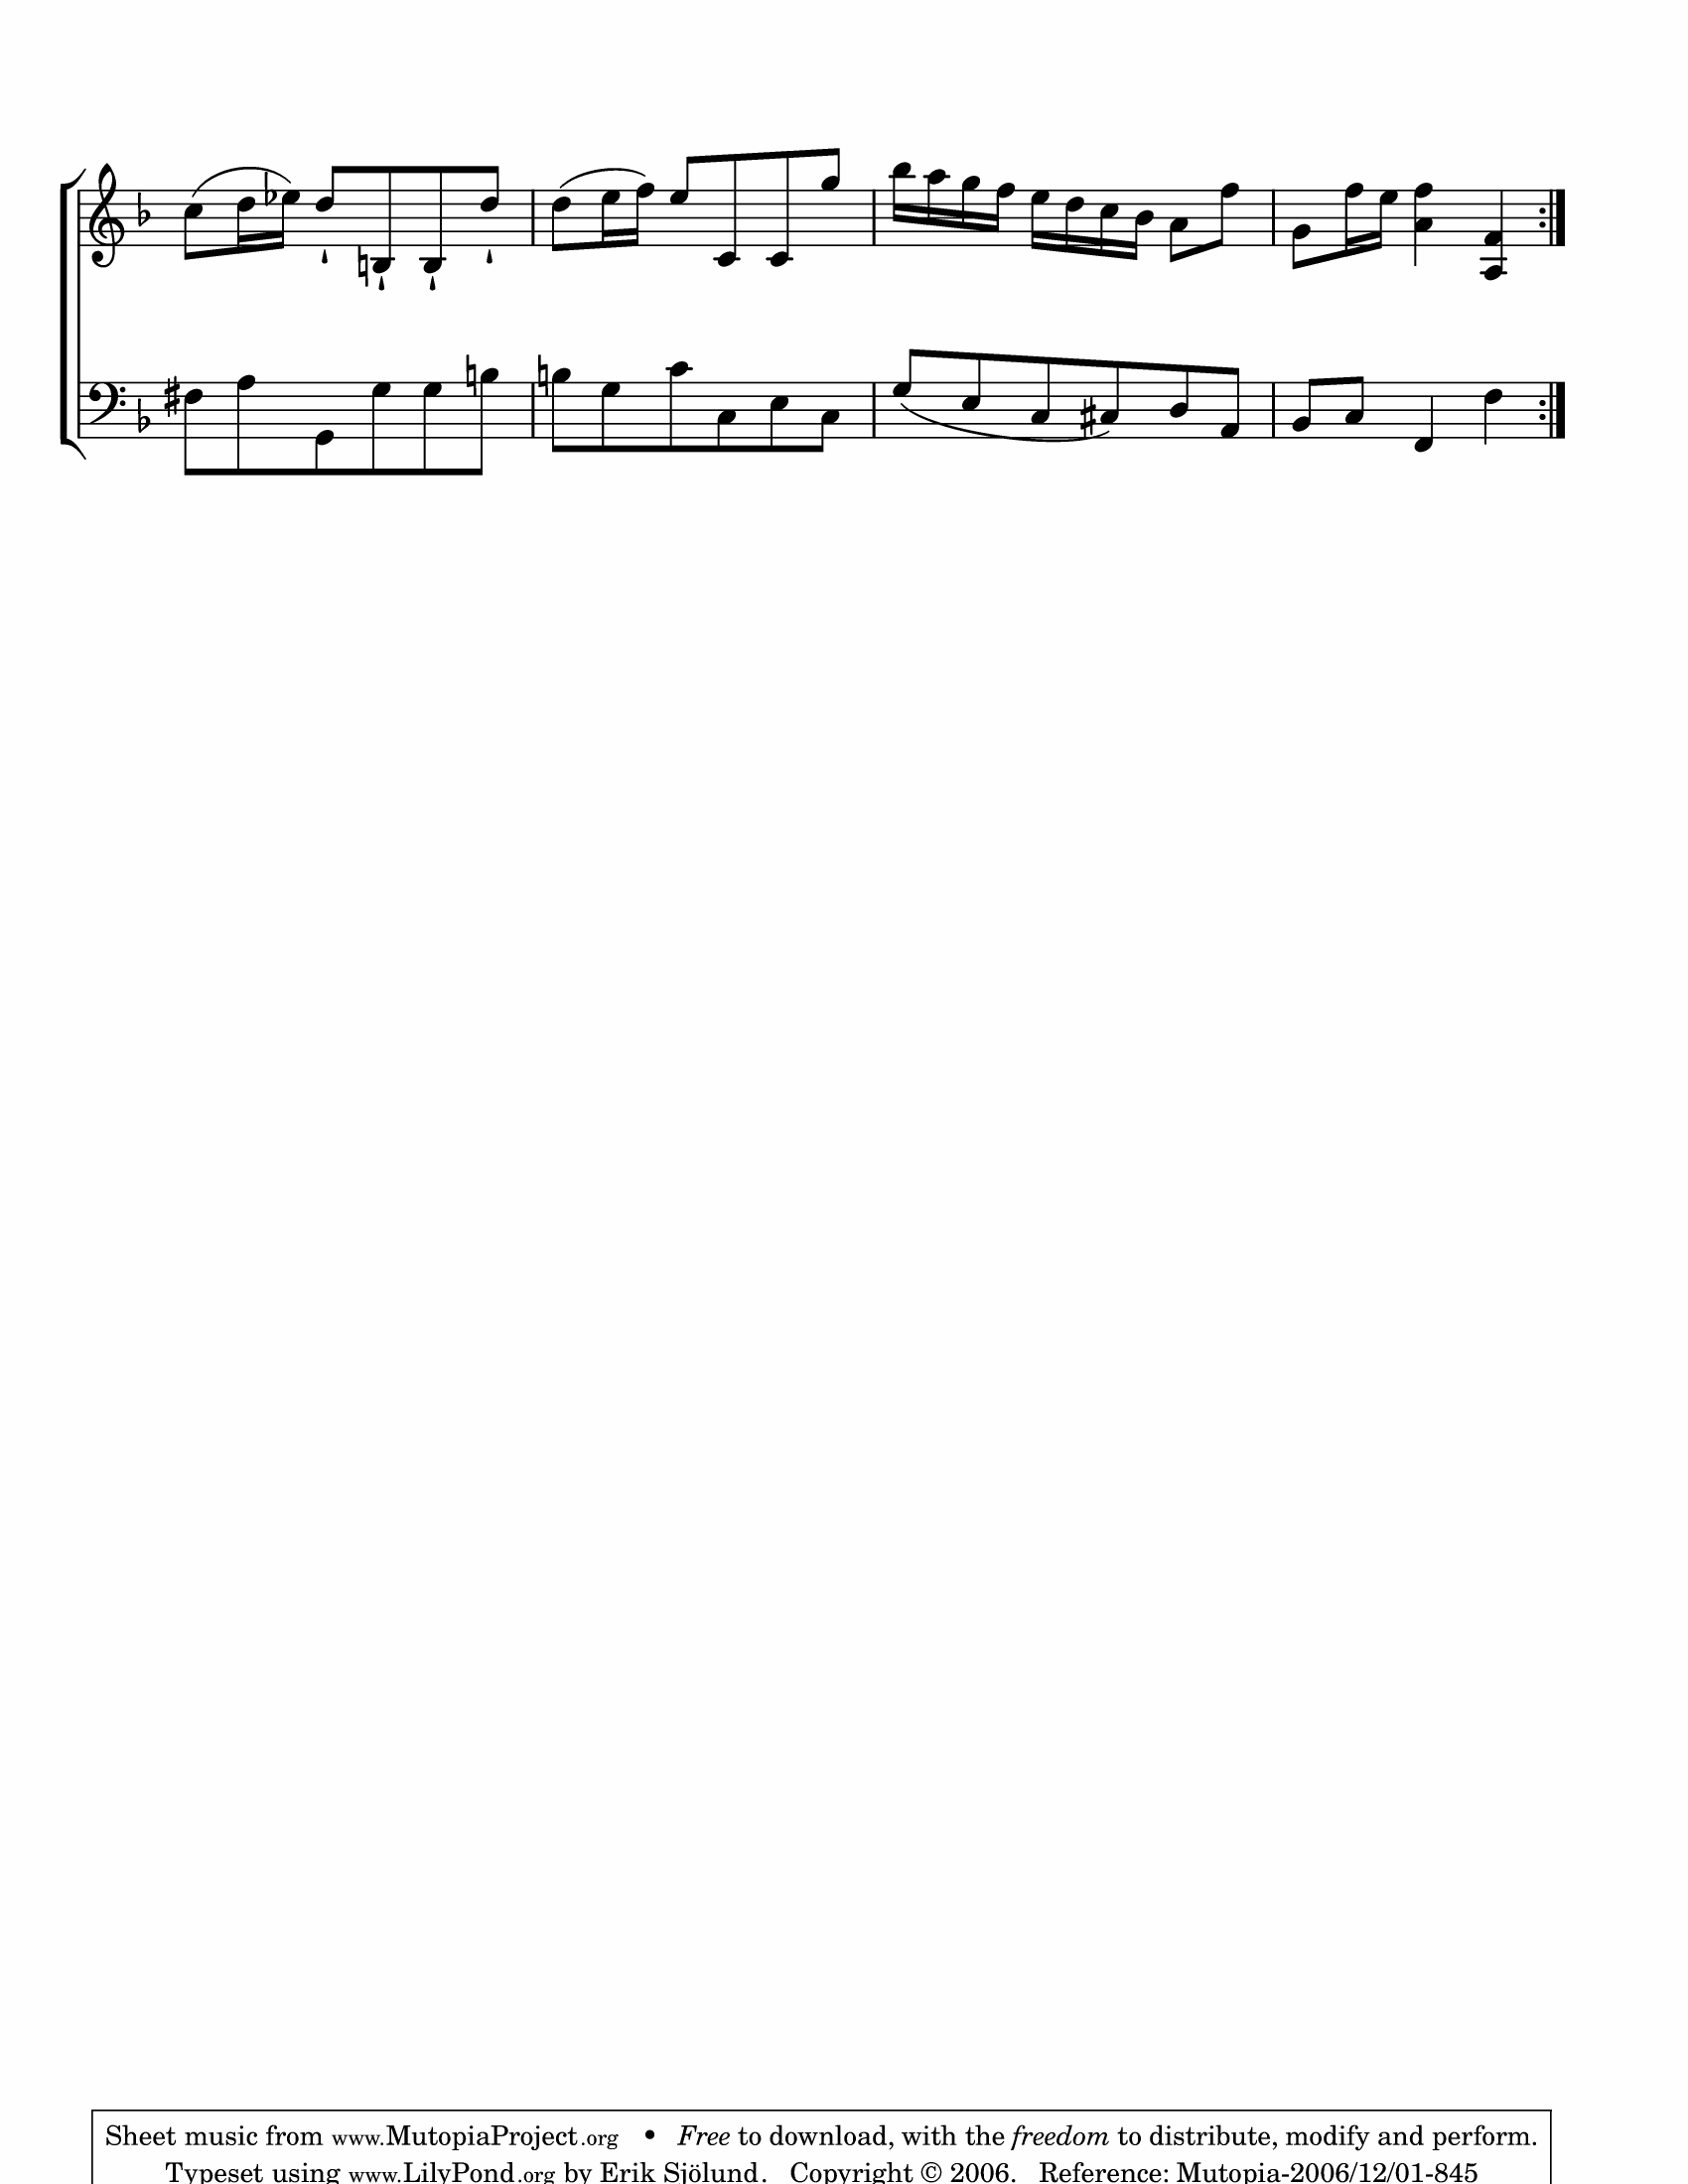 Sheet music from www.MutopiaProject.org • Free to download, with the freedom to distribute, modify and perform.
Typeset using www.LilyPond.org by Erik Sjölund. Copyright © 2006. Reference: Mutopia-2006/12/01-845